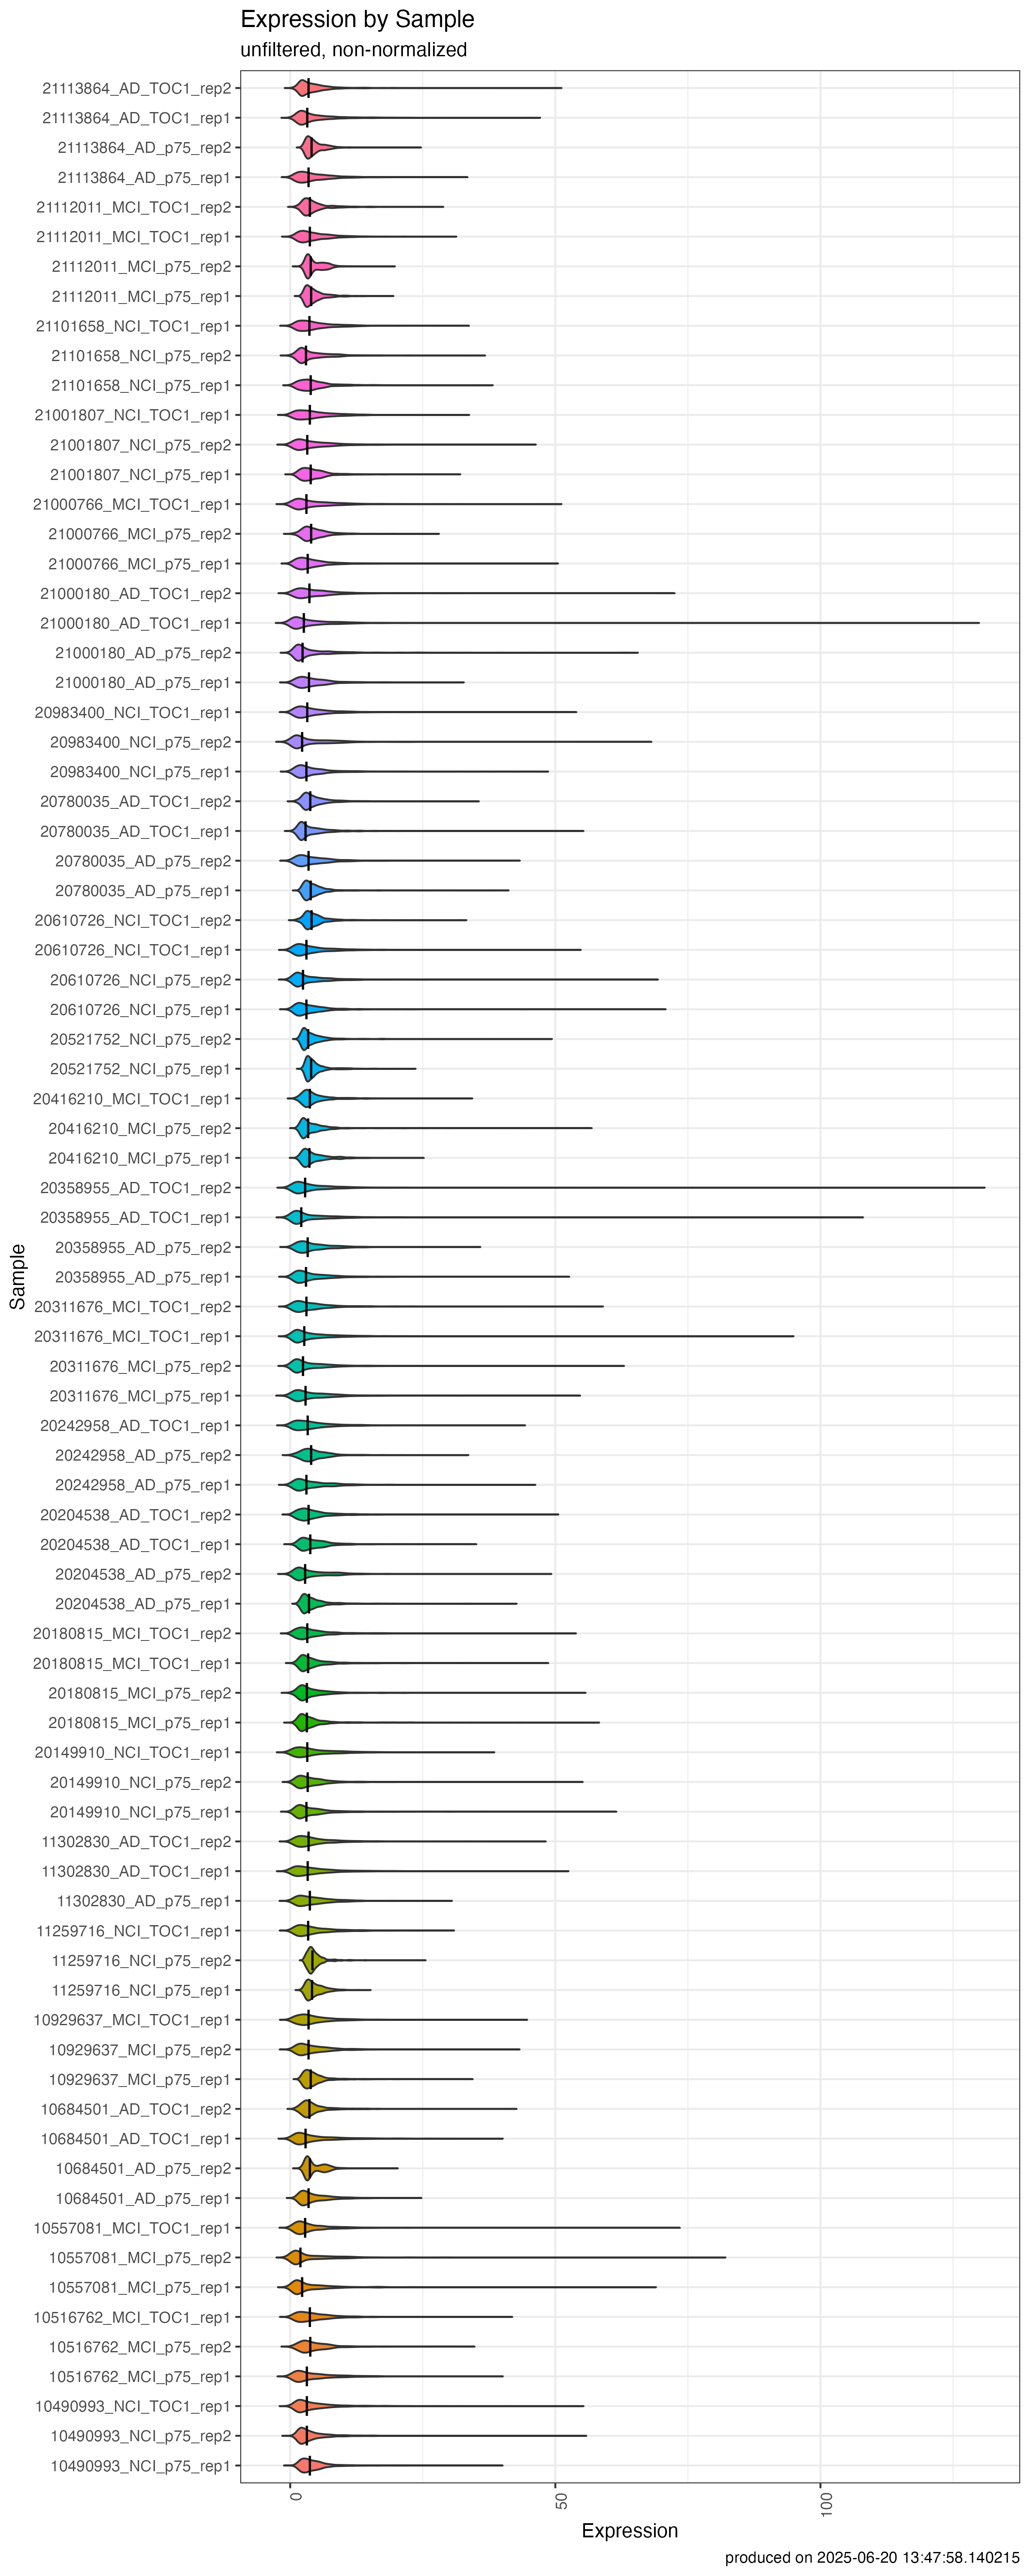 Expression by Sample
unfiltered, non-normalized
21113864_AD_TOC1_rep2
21113864_AD_TOC1_rep1
21113864_AD_p75_rep2
21113864_AD_p75_rep1
21112011_MCI_TOC1_rep2
21112011_MCI_TOC1_rep1
21112011_MCI_p75_rep2
21112011_MCI_p75_rep1
21101658_NCI_TOC1_rep1
21101658_NCI_p75_rep2
21101658_NCI_p75_rep1
21001807_NCI_TOC1_rep1
21001807_NCI_p75_rep2
21001807_NCI_p75_rep1
21000766_MCI_TOC1_rep1
21000766_MCI_p75_rep2
21000766_MCI_p75_rep1
21000180_AD_TOC1_rep2
21000180_AD_TOC1_rep1
21000180_AD_p75_rep2
21000180_AD_p75_rep1
20983400_NCI_TOC1_rep1
20983400_NCI_p75_rep2
20983400_NCI_p75_rep1
20780035_AD_TOC1_rep2
20780035_AD_TOC1_rep1
20780035_AD_p75_rep2
20780035_AD_p75_rep1
20610726_NCI_TOC1_rep2
20610726_NCI_TOC1_rep1
20610726_NCI_p75_rep2
20610726_NCI_p75_rep1
20521752_NCI_p75_rep2
20521752_NCI_p75_rep1
20416210_MCI_TOC1_rep1
20416210_MCI_p75_rep2
20416210_MCI_p75_rep1
20358955_AD_TOC1_rep2
20358955_AD_TOC1_rep1
20358955_AD_p75_rep2
20358955_AD_p75_rep1
20311676_MCI_TOC1_rep2
20311676_MCI_TOC1_rep1
20311676_MCI_p75_rep2
20311676_MCI_p75_rep1
20242958_AD_TOC1_rep1
20242958_AD_p75_rep2
20242958_AD_p75_rep1
20204538_AD_TOC1_rep2
20204538_AD_TOC1_rep1
20204538_AD_p75_rep2
20204538_AD_p75_rep1
20180815_MCI_TOC1_rep2
20180815_MCI_TOC1_rep1
20180815_MCI_p75_rep2
20180815_MCI_p75_rep1
20149910_NCI_TOC1_rep1
20149910_NCI_p75_rep2
20149910_NCI_p75_rep1
11302830_AD_TOC1_rep2
11302830_AD_TOC1_rep1
11302830_AD_p75_rep1
11259716_NCI_TOC1_rep1
11259716_NCI_p75_rep2
11259716_NCI_p75_rep1
10929637_MCI_TOC1_rep1
10929637_MCI_p75_rep2
10929637_MCI_p75_rep1
10684501_AD_TOC1_rep2
10684501_AD_TOC1_rep1
10684501_AD_p75_rep2
10684501_AD_p75_rep1
10557081_MCI_TOC1_rep1
10557081_MCI_p75_rep2
10557081_MCI_p75_rep1
10516762_MCI_TOC1_rep1
10516762_MCI_p75_rep2
10516762_MCI_p75_rep1
10490993_NCI_TOC1_rep1
10490993_NCI_p75_rep2
10490993_NCI_p75_rep1
Sample
0
50
100
Expression
produced on 2025-06-20 13:47:58.140215